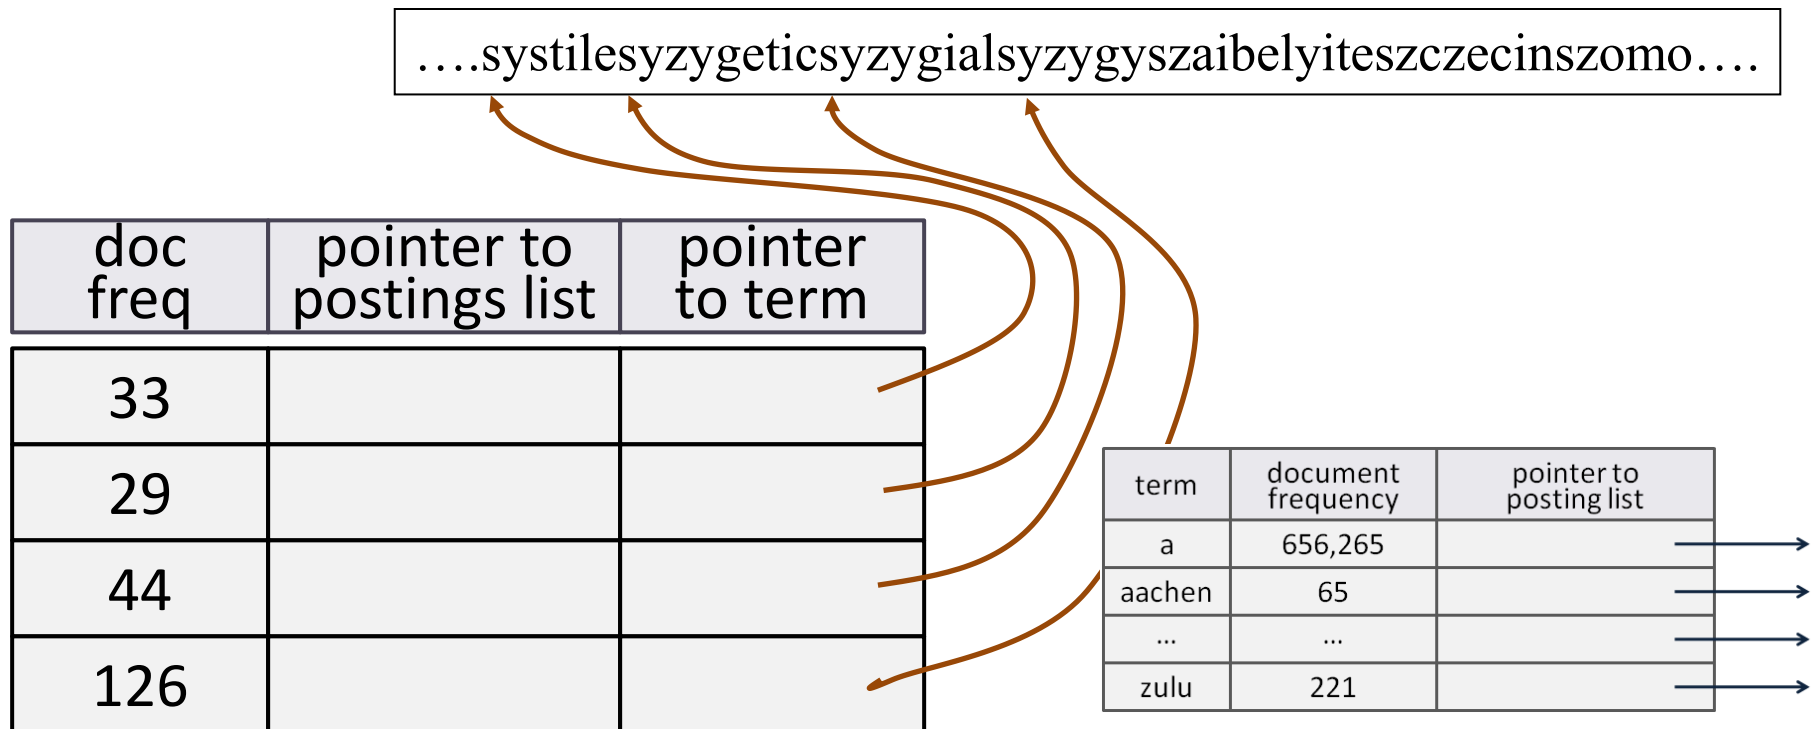 ….systilesyzygeticsyzygialsyzygyszaibelyiteszczecinszomo….
doc freq pointer to postings list pointer to term
33
29
44
126
term document frequency pointer to posting list
a 656,265
aachen 65
... ...
zulu 221